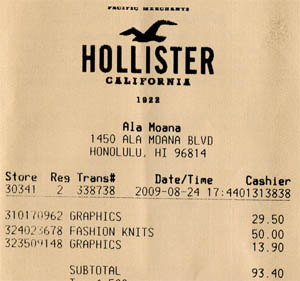 PACIFIC MERCHANTS
HOLLISTER
CALIFORNIA
1922
Ala Moana
1450 ALA MOANA BLVD
HONOLULU, HI 96814
Store Reg Trans# Date/Time Cashier
30341 2 338738 2009-08-24 17:4401313838
310170962 GRAPHICS 29.50
324023678 FASHION KNITS 50.00
323509148 GRAPHICS 13.90
SUBTOTAL 93.40